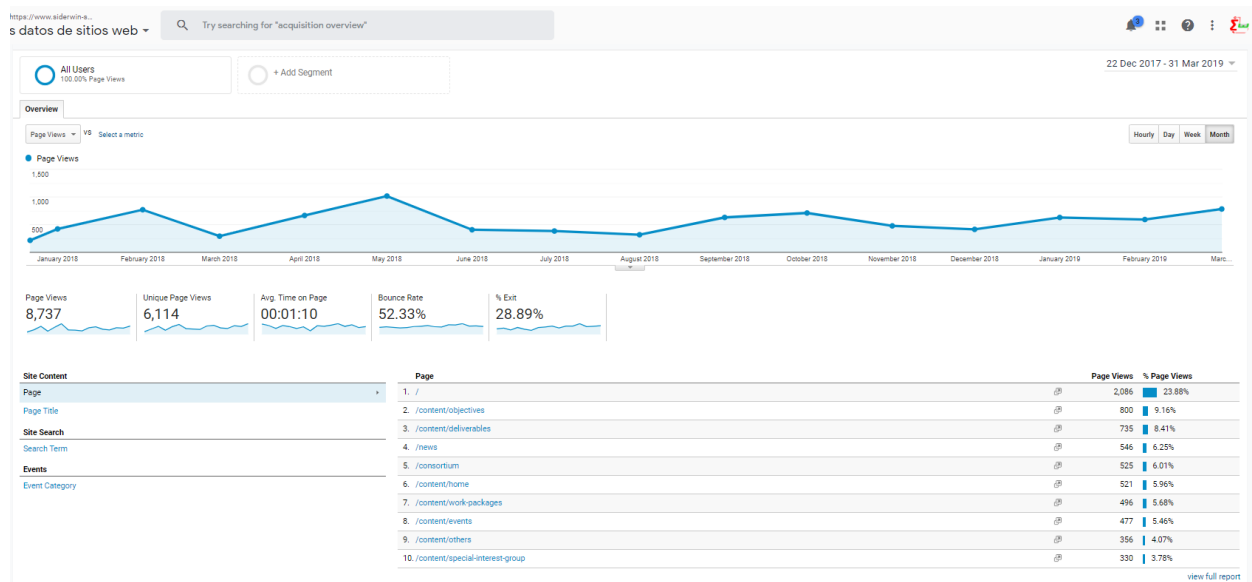 https://www.siderwin-s...
s datos de sitios web
Try searching for "acquisition overview"
3
All Users
100.00% Page Views
+ Add Segment
22 Dec 2017 - 31 Mar 2019
Overview
Page Views VS Select a metric
Hourly Day Week Month
Page Views
1,500
1,000
500
January 2018 February 2018 March 2018 April 2018 May 2018 June 2018 July 2018 August 2018 September 2018 October 2018 November 2018 December 2018 January 2019 February 2019 Marc...
Page Views Unique Page Views Avg. Time on Page Bounce Rate % Exit
8,737 6,114 00:01:10 52.33% 28.89%
Site Content
Page
Page Title
Site Search
Search Term
Events
Event Category
Page Page Views % Page Views
1. / 2,086 23.88%
2. /content/objectives 800 9.16%
3. /content/deliverables 735 8.41%
4. /news 546 6.25%
5. /consortium 525 6.01%
6. /content/home 521 5.96%
7. /content/work-packages 496 5.68%
8. /content/events 477 5.46%
9. /content/others 356 4.07%
10. /content/special-interest-group 330 3.78%
view full report